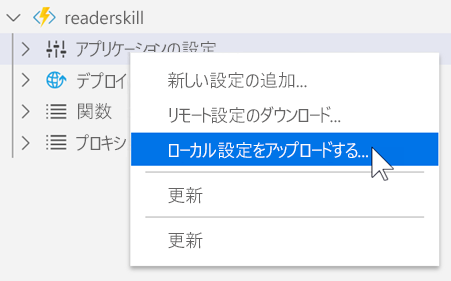 readerskill
アプリケーションの設定
新しい設定の追加...
デプロイ
リモート設定のダウンロード...
関数
ローカル設定をアップロードする...
プロキシ
更新
更新